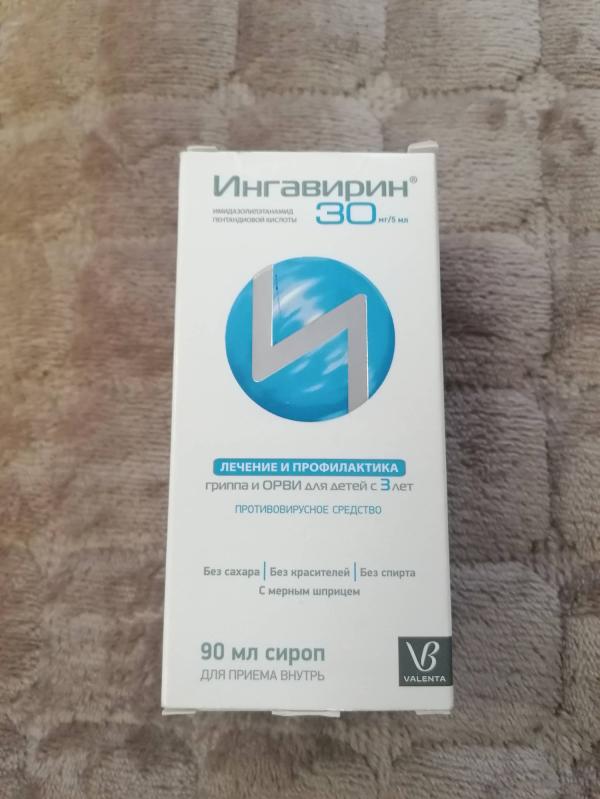 Ингавирин®
имидазолилэтанамид
пентандиовой кислоты
30 мг/5 мл
ЛЕЧЕНИЕ И ПРОФИЛАКТИКА
гриппа и ОРВИ для детей с 3 лет
ПРОТИВОВИРУСНОЕ СРЕДСТВО
Без сахара | Без красителей | Без спирта
С мерным шприцем
90 мл сироп
ДЛЯ ПРИЕМА ВНУТРЬ
VALENTA